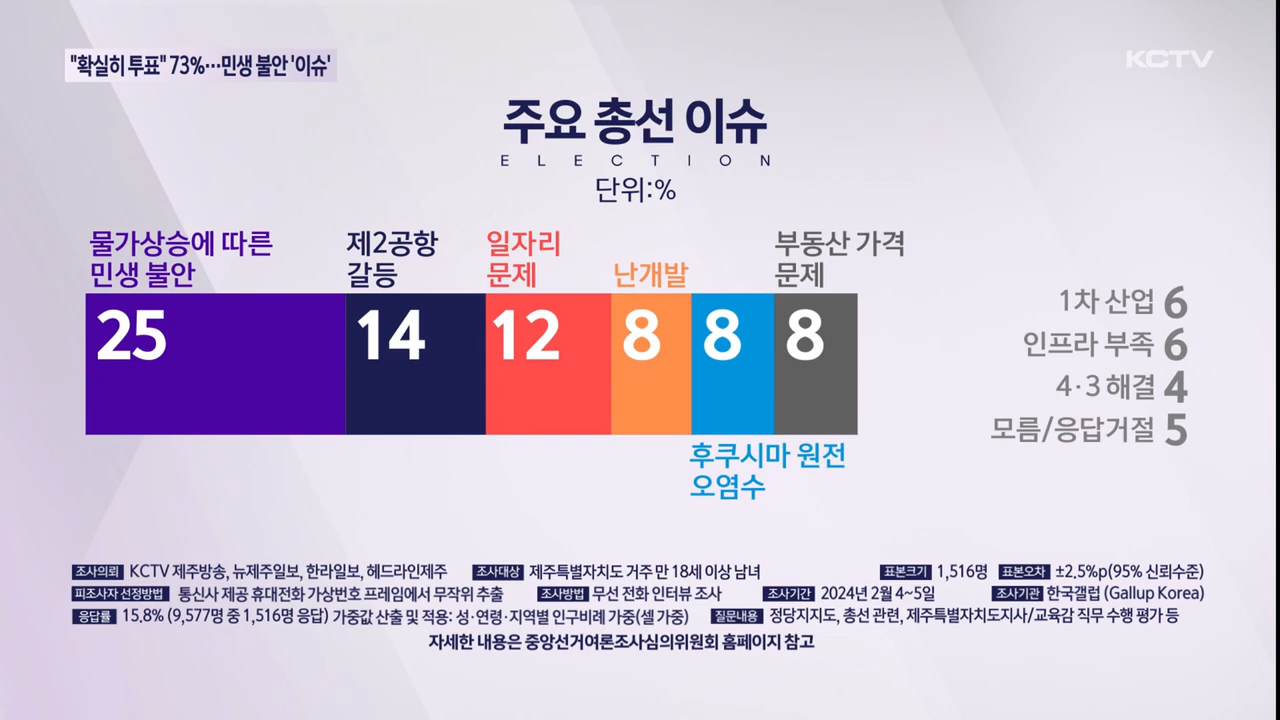 "확실히 투표" 73%…민생 불안 '이슈'
KCTV
주요 총선 이슈
ELECTION
단위:%
물가상승에 따른
민생 불안
25
제2공항
갈등
14
일자리
문제
12
난개발
8
8
후쿠시마 원전
오염수
부동산 가격
문제
8
1차 산업 6
인프라 부족 6
4·3 해결 4
모름/응답거절 5
조사의뢰 KCTV 제주방송, 뉴제주일보, 한라일보, 헤드라인제주 조사대상 제주특별자치도 거주 만 18세 이상 남녀 표본크기 1,516명 표본오차 ±2.5%p(95% 신뢰수준)
피조사자 선정방법 통신사 제공 휴대전화 가상번호 프레임에서 무작위 추출 조사방법 무선 전화 인터뷰 조사 조사기간 2024년 2월 4~5일 조사기관 한국갤럽 (Gallup Korea)
응답률 15.8% (9,577명 중 1,516명 응답) 가중값 산출 및 적용: 성·연령·지역별 인구비례 가중(셀 가중) 질문내용 정당지지도, 총선 관련, 제주특별자치도지사/교육감 직무 수행 평가 등
자세한 내용은 중앙선거여론조사심의위원회 홈페이지 참고